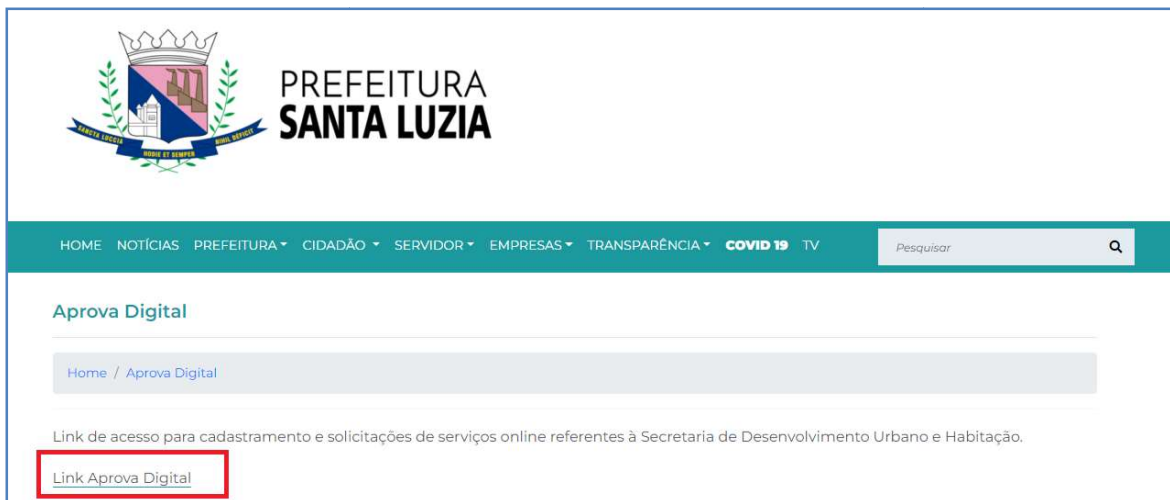 SANCTA LUCCIA
HODIE ET SEMPER
NIHIL DÉFICIT
PREFEITURA
SANTA LUZIA
HOME NOTÍCIAS PREFEITURA CIDADÃO SERVIDOR EMPRESAS TRANSPARÊNCIA COVID 19 TV Pesquisar
Aprova Digital
Home / Aprova Digital
Link de acesso para cadastramento e solicitações de serviços online referentes à Secretaria de Desenvolvimento Urbano e Habitação.
Link Aprova Digital